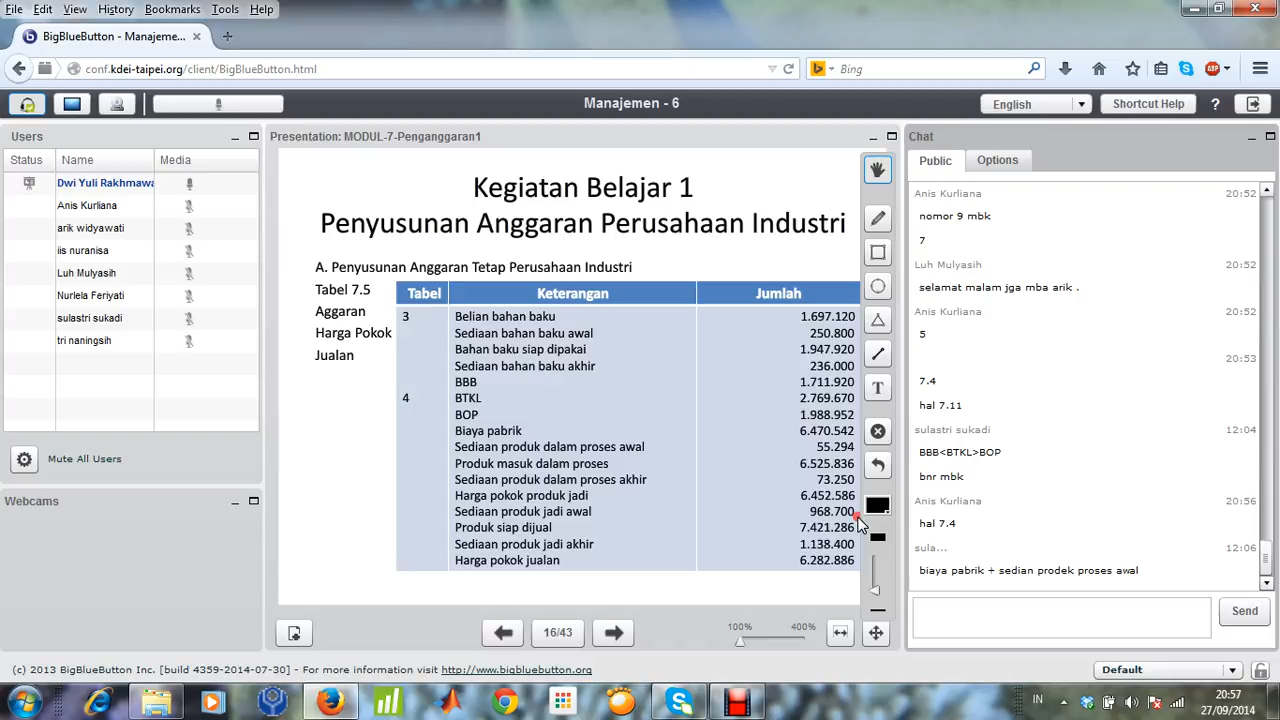 File Edit View History Bookmarks Tools Help
BigBlueButton - Manajeme...
conf.kdei-taipei.org/client/BigBlueButton.html
Bing
Manajemen - 6
English
Shortcut Help
?
Users
Status Name Media
Dwi Yuli Rakhmawa
Anis Kurliana
arik widyawati
iis nuranisa
Luh Mulyasih
Nurlela Feriyati
sulastri sukadi
tri naningsih
Mute All Users
Webcams
Presentation: MODUL-7-Penganggaran1
Kegiatan Belajar 1
Penyusunan Anggaran Perusahaan Industri
A. Penyusunan Anggaran Tetap Perusahaan Industri
Tabel 7.5
Aggaran
Harga Pokok
Jualan
Tabel Keterangan Jumlah
3 Belian bahan baku 1.697.120
Sediaan bahan baku awal 250.800
Bahan baku siap dipakai 1.947.920
Sediaan bahan baku akhir 236.000
BBB 1.711.920
4 BTKL 2.769.670
BOP 1.988.952
Biaya pabrik 6.470.542
Sediaan produk dalam proses awal 55.294
Produk masuk dalam proses 6.525.836
Sediaan produk dalam proses akhir 73.250
Harga pokok produk jadi 6.452.586
Sediaan produk jadi awal 968.700
Produk siap dijual 7.421.286
Sediaan produk jadi akhir 1.138.400
Harga pokok jualan 6.282.886
T
16/43
100% 400%
Chat
Public Options
Anis Kurliana 20:52
nomor 9 mbk
7
Luh Mulyasih 20:52
selamat malam jga mba arik .
Anis Kurliana 20:52
5
20:53
7.4
hal 7.11
sulastri sukadi 12:04
BBB<BTKL>BOP
bnr mbk
Anis Kurliana 20:56
hal 7.4
sula... 12:06
biaya pabrik + sedian prodek proses awal
Send
(c) 2013 BigBlueButton Inc. [build 4359-2014-07-30] - For more information visit http://www.bigbluebutton.org
Default
IN
20:57
27/09/2014